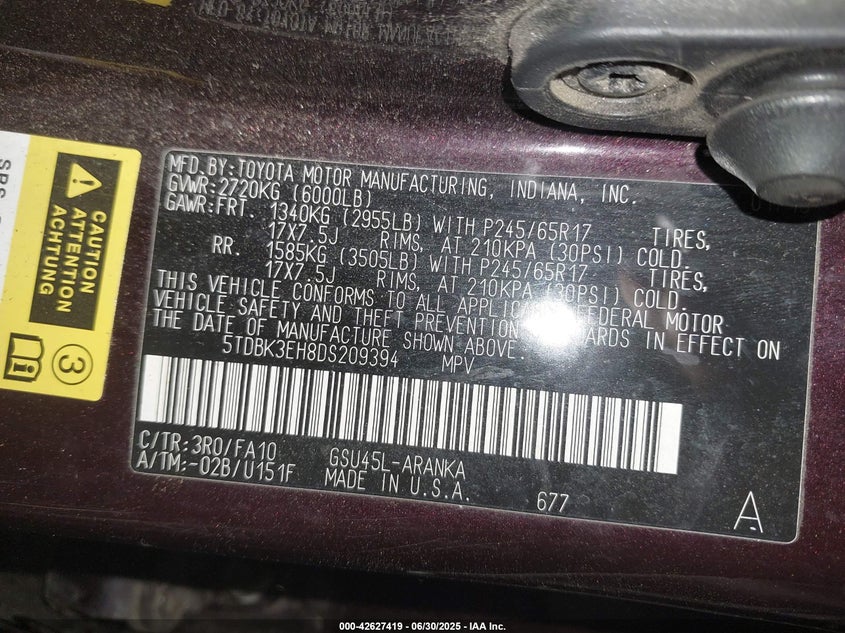 MFD.BY:TOYOTA MOTOR MANUFACTURING, INDIANA, INC.
GVWR:2720KG (6000LB)
GAWR:FRT. 1340KG (2955LB) WITH P245/65R17 TIRES,
17X7.5J RIMS, AT 210KPA (30PSI) COLD.
RR. 1585KG (3505LB) WITH P245/65R17 TIRES,
17X7.5J RIMS, AT 210KPA (30PSI) COLD.
THIS VEHICLE CONFORMS TO ALL FEDERAL MOTOR
VEHICLE SAFETY AND THEFT PREVENTION IN EFFECT ON
THE DATE OF MANUFACTURE SHOWN ABOVE.
5TDBK3EH8DS209394 MPV
C/TR:3R0/FA10 GSU45L-ARANKA
A/TM:-02B/U151F MADE IN U.S.A.
677
A
CAUTION
ATTENTION
ACHTUNG
3
SRS
000-42627419 - 06/30/2025 - IAA Inc.